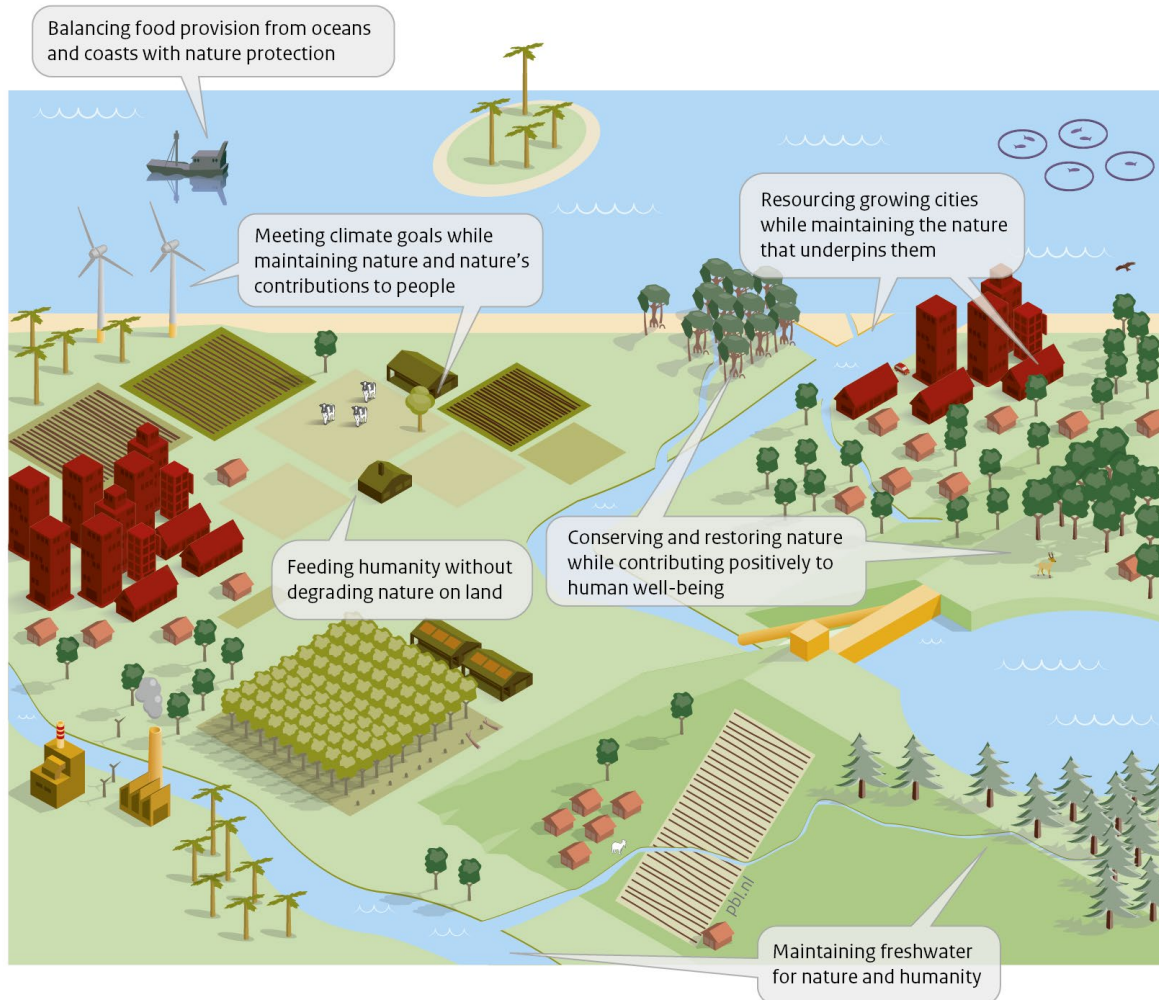 Balancing food provision from oceans
and coasts with nature protection
Resourcing growing cities
while maintaining the nature
that underpins them
Meeting climate goals while
maintaining nature and nature's
contributions to people
Conserving and restoring nature
while contributing positively to
human well-being
Feeding humanity without
degrading nature on land
pbl.nl
Maintaining freshwater
for nature and humanity